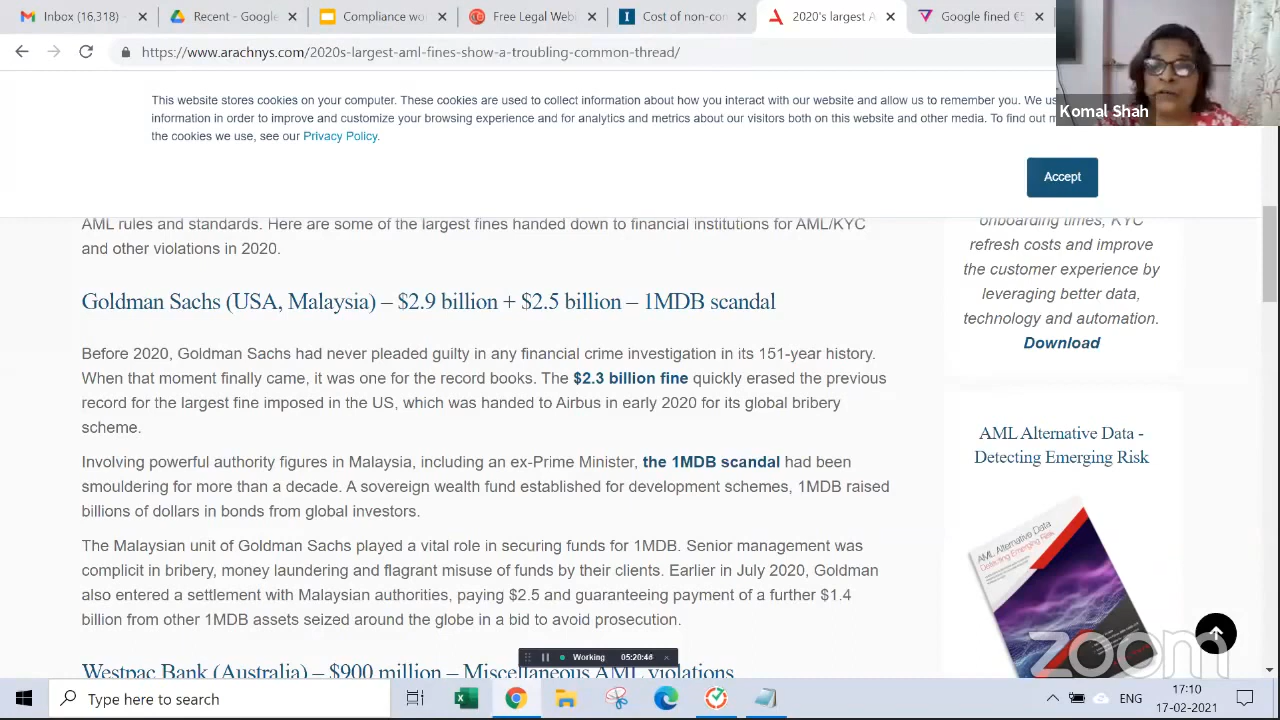 Inbox (16,318) -
Recent - Google
Compliance wo
Free Legal Web
Cost of non-co
2020's largest A
Google fined €5
https://www.arachnys.com/2020s-largest-aml-fines-show-a-troubling-common-thread/
Komal Shah
This website stores cookies on your computer. These cookies are used to collect information about how you interact with our website and allow us to remember you. We us
information in order to improve and customize your browsing experience and for analytics and metrics about our visitors both on this website and other media. To find out m
the cookies we use, see our Privacy Policy.
Accept
AML rules and standards. Here are some of the largest fines handed down to financial institutions for AML/KYC
and other violations in 2020.
Goldman Sachs (USA, Malaysia) – $2.9 billion + $2.5 billion – 1MDB scandal
Before 2020, Goldman Sachs had never pleaded guilty in any financial crime investigation in its 151-year history.
When that moment finally came, it was one for the record books. The $2.3 billion fine quickly erased the previous
record for the largest fine imposed in the US, which was handed to Airbus in early 2020 for its global bribery
scheme.
Involving powerful authority figures in Malaysia, including an ex-Prime Minister, the 1MDB scandal had been
smouldering for more than a decade. A sovereign wealth fund established for development schemes, 1MDB raised
billions of dollars in bonds from global investors.
The Malaysian unit of Goldman Sachs played a vital role in securing funds for 1MDB. Senior management was
complicit in bribery, money laundering and flagrant misuse of funds by their clients. Earlier in July 2020, Goldman
also entered a settlement with Malaysian authorities, paying $2.5 and guaranteeing payment of a further $1.4
billion from other 1MDB assets seized around the globe in a bid to avoid prosecution.
Westpac Bank (Australia) – $900 million – Miscellaneous AML violations
onboarding times, KYC
refresh costs and improve
the customer experience by
leveraging better data,
technology and automation.
Download
AML Alternative Data -
Detecting Emerging Risk
AML Alternative Data
Detecting Emerging Risk
zoom
Working 05:20:46
Type here to search
ENG
17:10
17-02-2021